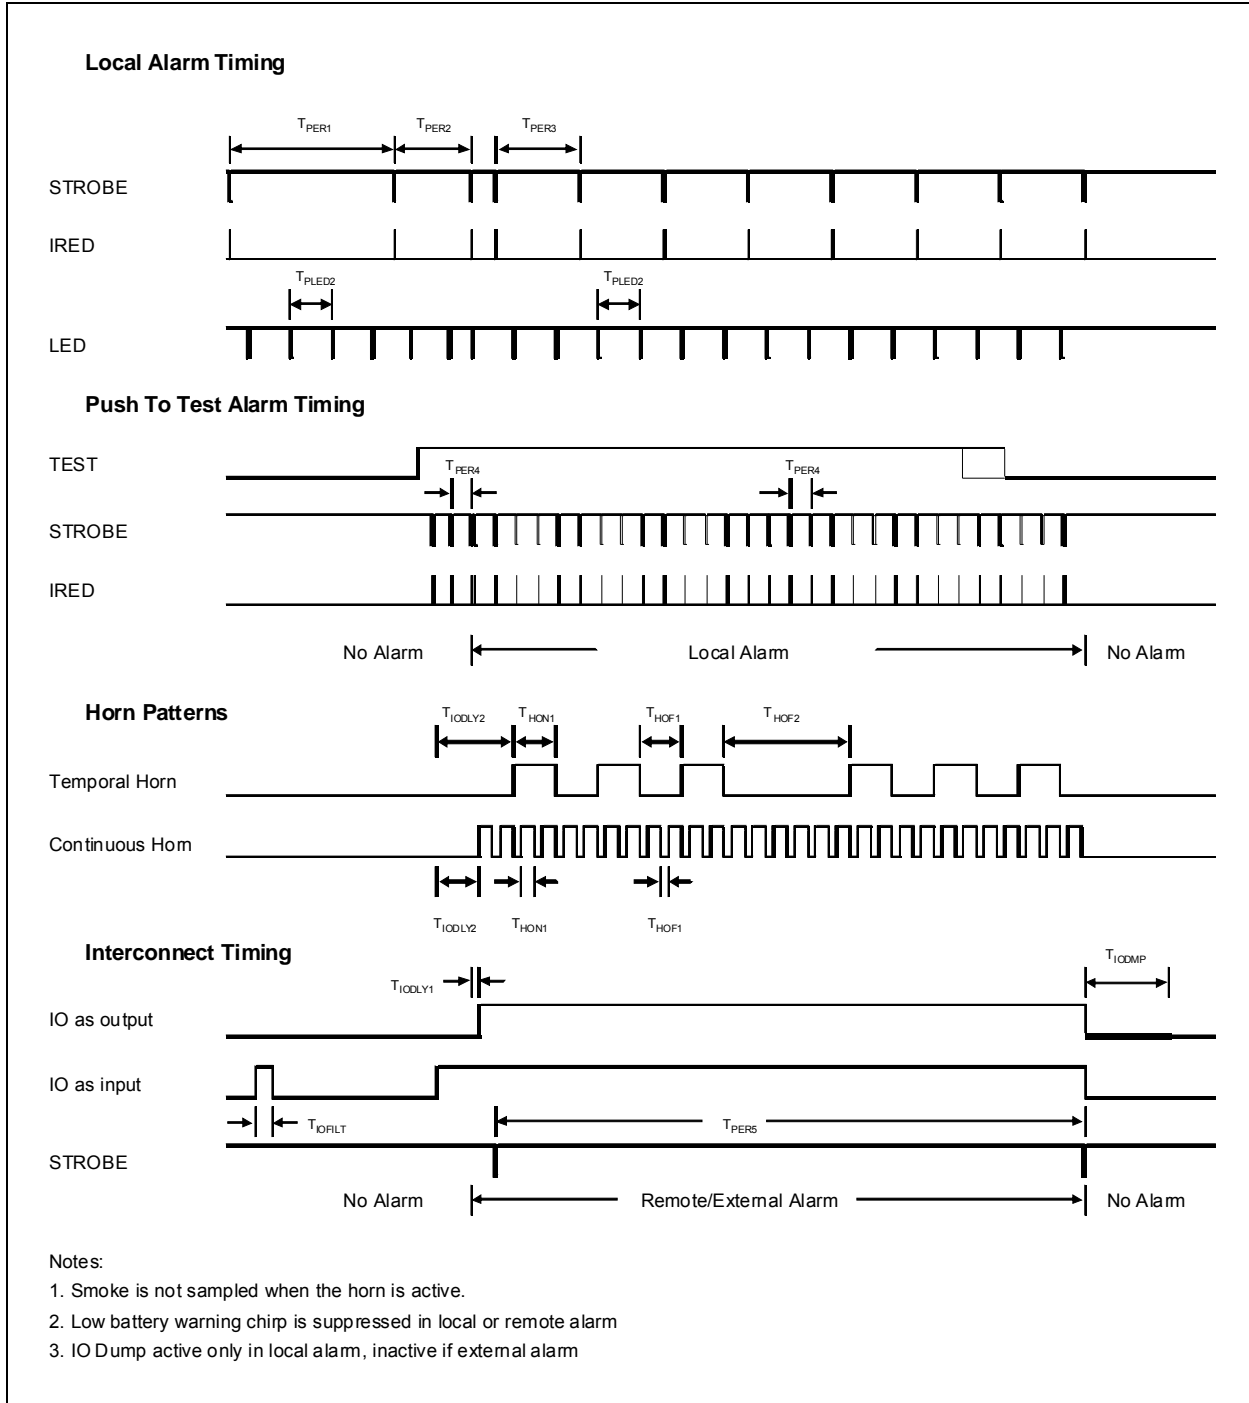 Local Alarm Timing
TPER1 TPER2 TPER3
STROBE
IRED
TPLED2 TPLED2
LED
Push To Test Alarm Timing
TEST
TPER4 TPER4
STROBE
IRED
No Alarm Local Alarm No Alarm
Horn Patterns
TIODLY2 THON1 THOF1 THOF2
Temporal Horn
Continuous Horn
TIODLY2 THON1 THOF1
Interconnect Timing
TIODLY1 TIODMP
IO as output
IO as input
TIOFILT TPER5
STROBE
No Alarm Remote/External Alarm No Alarm
Notes:
1. Smoke is not sampled when the horn is active.
2. Low battery warning chirp is suppressed in local or remote alarm
3. IO Dump active only in local alarm, inactive if external alarm